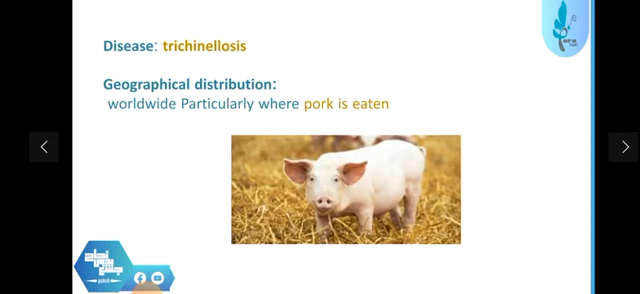 Disease: trichinellosis
Geographical distribution:
worldwide Particularly where pork is eaten